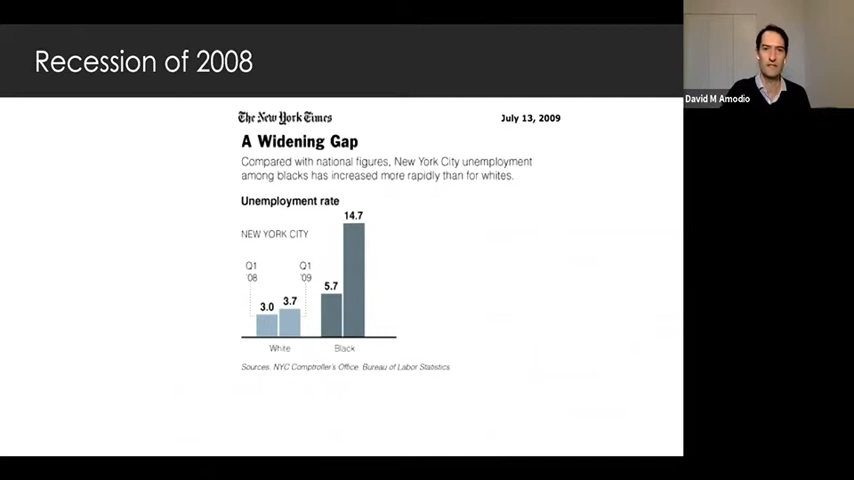 Recession of 2008
David M Amodio
The New York Times
July 13, 2009
A Widening Gap
Compared with national figures, New York City unemployment
among blacks has increased more rapidly than for whites.
Unemployment rate
14.7
NEW YORK CITY
Q1 Q1
'08 '09
5.7
3.0 3.7
White Black
Sources. NYC Comptroller's Office. Bureau of Labor Statistics